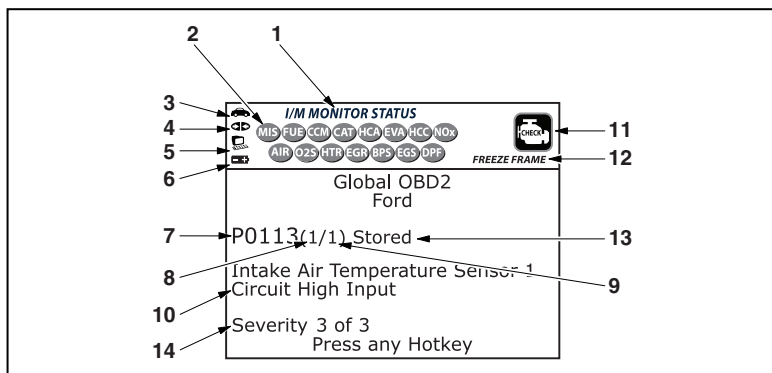 2 1
3 I/M MONITOR STATUS
4 MIS FUE CCM CAT HCA EVA HCC NOx CHECK 11
5 AIR O2S HTR EGR BPS EGS DPF
6 FREEZE FRAME 12
Global OBD2
Ford
7 P0113(1/1) Stored 13
8 9
Intake Air Temperature Sensor 1
10 Circuit High Input
14 Severity 3 of 3
Press any Hotkey